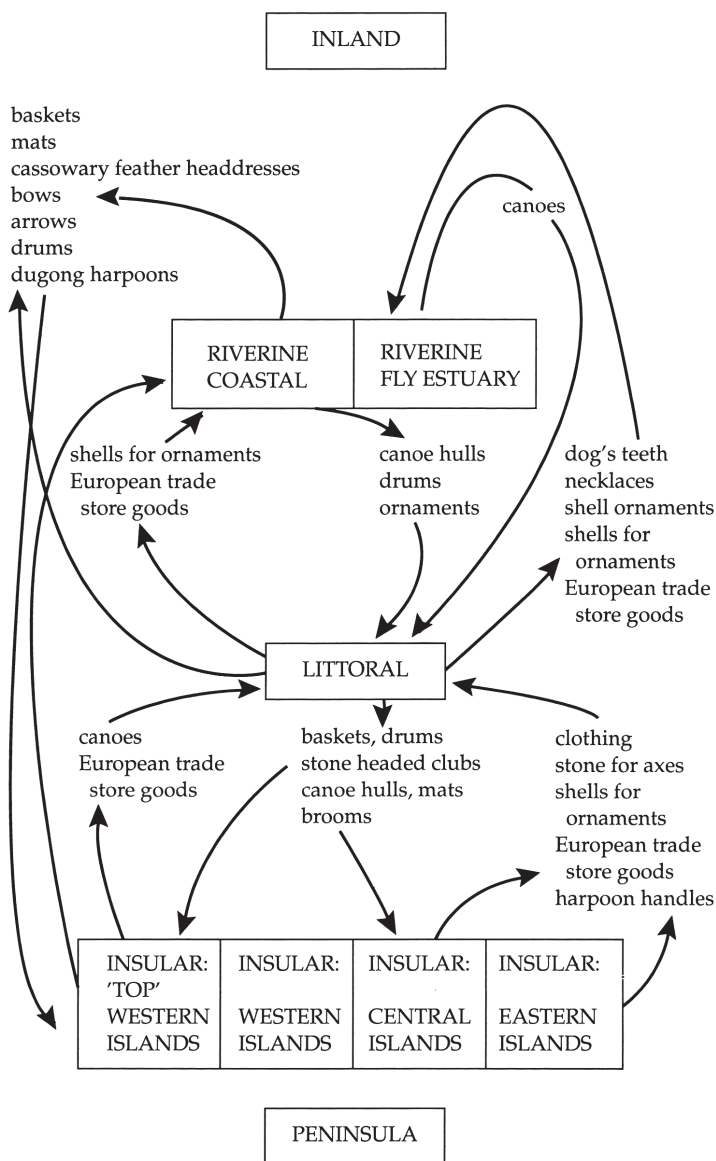 INLAND
baskets
mats
cassowary feather headdresses
bows
arrows
drums
dugong harpoons
canoes
RIVERINE
COASTAL
RIVERINE
FLY ESTUARY
shells for ornaments
European trade
store goods
canoe hulls
drums
ornaments
dog's teeth
necklaces
shell ornaments
shells for
ornaments
European trade
store goods
LITTORAL
canoes
European trade
store goods
baskets, drums
stone headed clubs
canoe hulls, mats
brooms
clothing
stone for axes
shells for
ornaments
European trade
store goods
harpoon handles
INSULAR:
'TOP'
WESTERN
ISLANDS
INSULAR:
WESTERN
ISLANDS
INSULAR:
CENTRAL
ISLANDS
INSULAR:
EASTERN
ISLANDS
PENINSULA